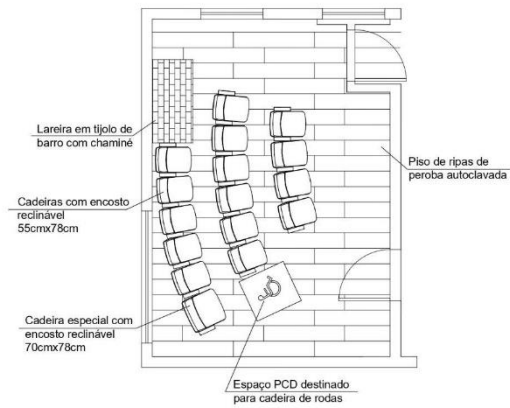 Lareira em tijolo de
barro com chaminé
Piso de ripas de
peroba autoclavada
Cadeiras com encosto
reclinável
55cmx78cm
Cadeira especial com
encosto reclinável
70cmx78cm
Espaço PCD destinado
para cadeira de rodas